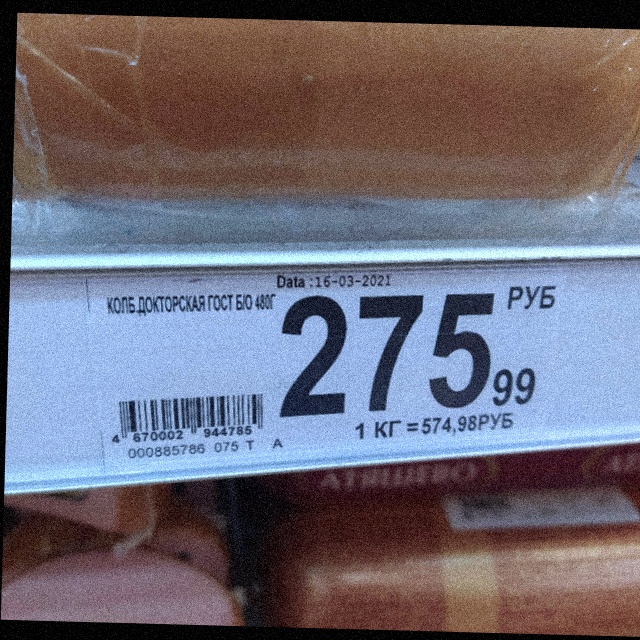 Data :16-03-2021
КОЛБ.ДОКТОРСКАЯ ГОСТ Б/О 480Г
275 99 РУБ
1 КГ =574,98РУБ
4 670002 944785
000885786 075 Т А
АТЯШЕВО